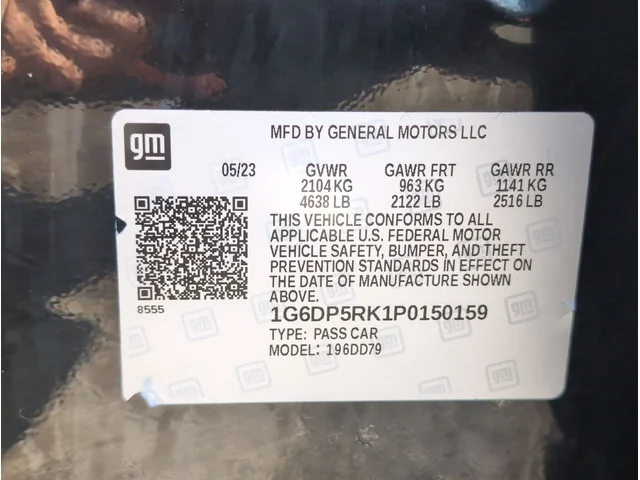 gm
MFD BY GENERAL MOTORS LLC
05/23 GVWR GAWR FRT GAWR RR
2104 KG 963 KG 1141 KG
4638 LB 2122 LB 2516 LB
THIS VEHICLE CONFORMS TO ALL
APPLICABLE U.S. FEDERAL MOTOR
VEHICLE SAFETY, BUMPER, AND THEFT
PREVENTION STANDARDS IN EFFECT ON
THE DATE OF MANUFACTURE SHOWN
ABOVE.
8555
1G6DP5RK1P0150159
TYPE: PASS CAR
MODEL: 196DD79